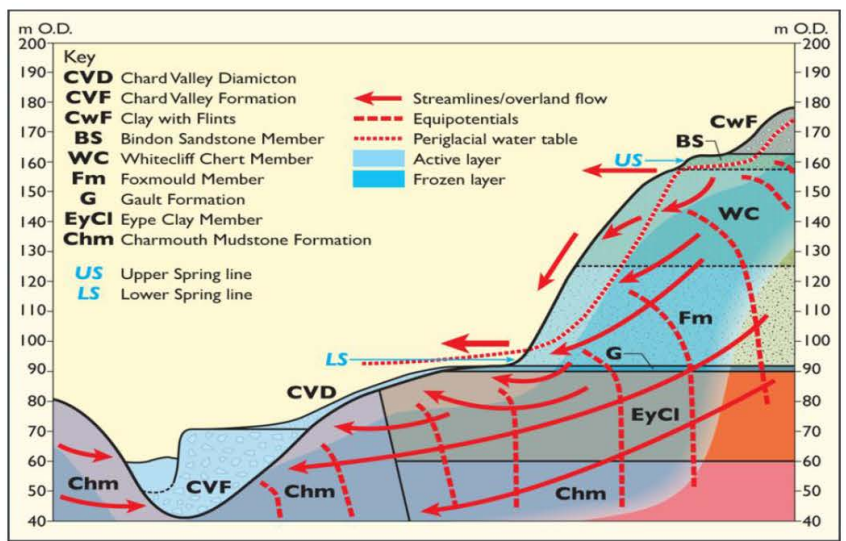 m O.D.
m O.D.
200
190
180
170
160
150
140
130
120
110
100
90
80
70
60
50
40
200
190
180
170
160
150
140
130
120
110
100
90
80
70
60
50
40
Key
CVD Chard Valley Diamicton
CVF Chard Valley Formation
CwF Clay with Flints
BS Bindon Sandstone Member
WC Whitecliff Chert Member
Fm Foxmould Member
G Gault Formation
EyCl Eype Clay Member
Chm Charmouth Mudstone Formation
US Upper Spring line
LS Lower Spring line
Streamlines/overland flow
Equipotentials
Periglacial water table
Active layer
Frozen layer
CwF
BS
US
WC
Fm
G
LS
CVD
EyCl
Chm
CVF
Chm
Chm